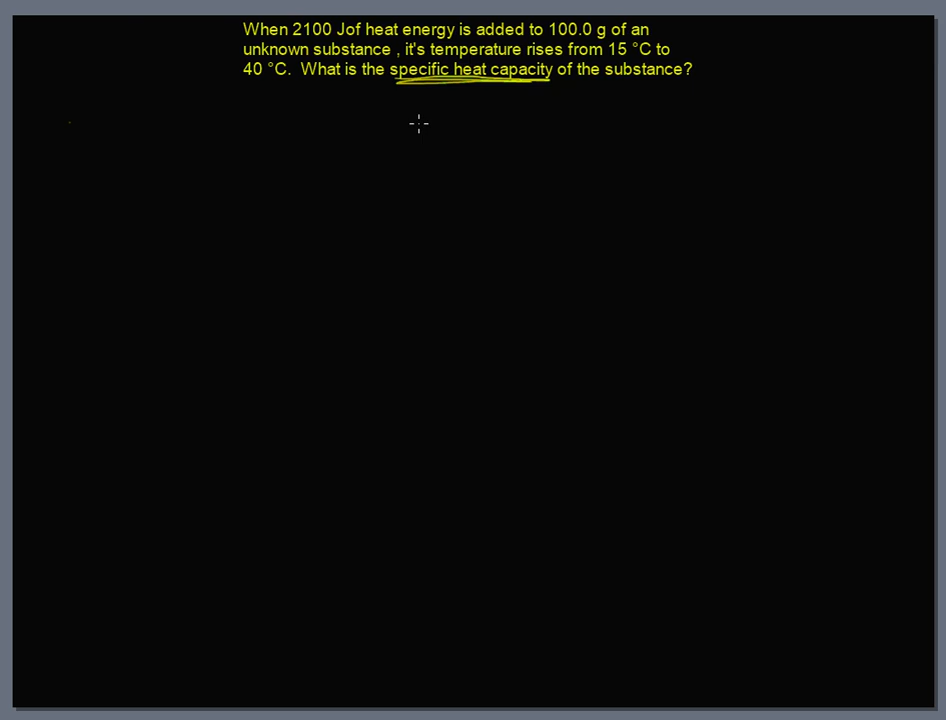 When 2100 Jof heat energy is added to 100.0 g of an
unknown substance , it's temperature rises from 15 °C to
40 °C.  What is the specific heat capacity of the substance?